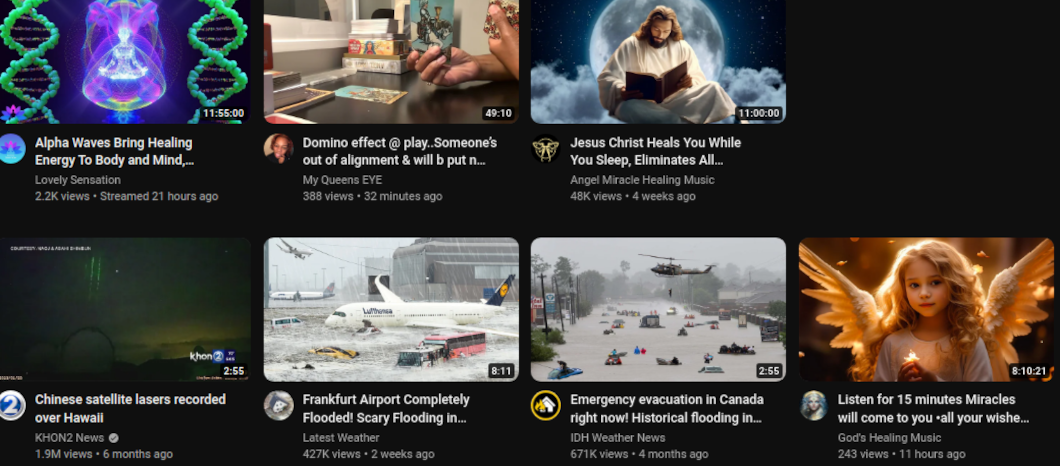 11:55:00
49:10
11:00:00
Alpha Waves Bring Healing
Energy To Body and Mind,...
Lovely Sensation
2.2K views • Streamed 21 hours ago
Domino effect @ play..Someone's
out of alignment & will b put n...
My Queens EYE
388 views • 32 minutes ago
Jesus Christ Heals You While
You Sleep, Eliminates All...
Angel Miracle Healing Music
48K views • 4 weeks ago
khon2
2:55
Lufthansa
8:11
2:55
8:10:21
2
Chinese satellite lasers recorded
over Hawaii
KHON2 News
1.9M views • 6 months ago
Frankfurt Airport Completely
Flooded! Scary Flooding in...
Latest Weather
427K views • 2 weeks ago
Emergency evacuation in Canada
right now! Historical flooding in...
IDH Weather News
671K views • 4 months ago
Listen for 15 minutes Miracles
will come to you •all your wishe...
God's Healing Music
243 views • 11 hours ago